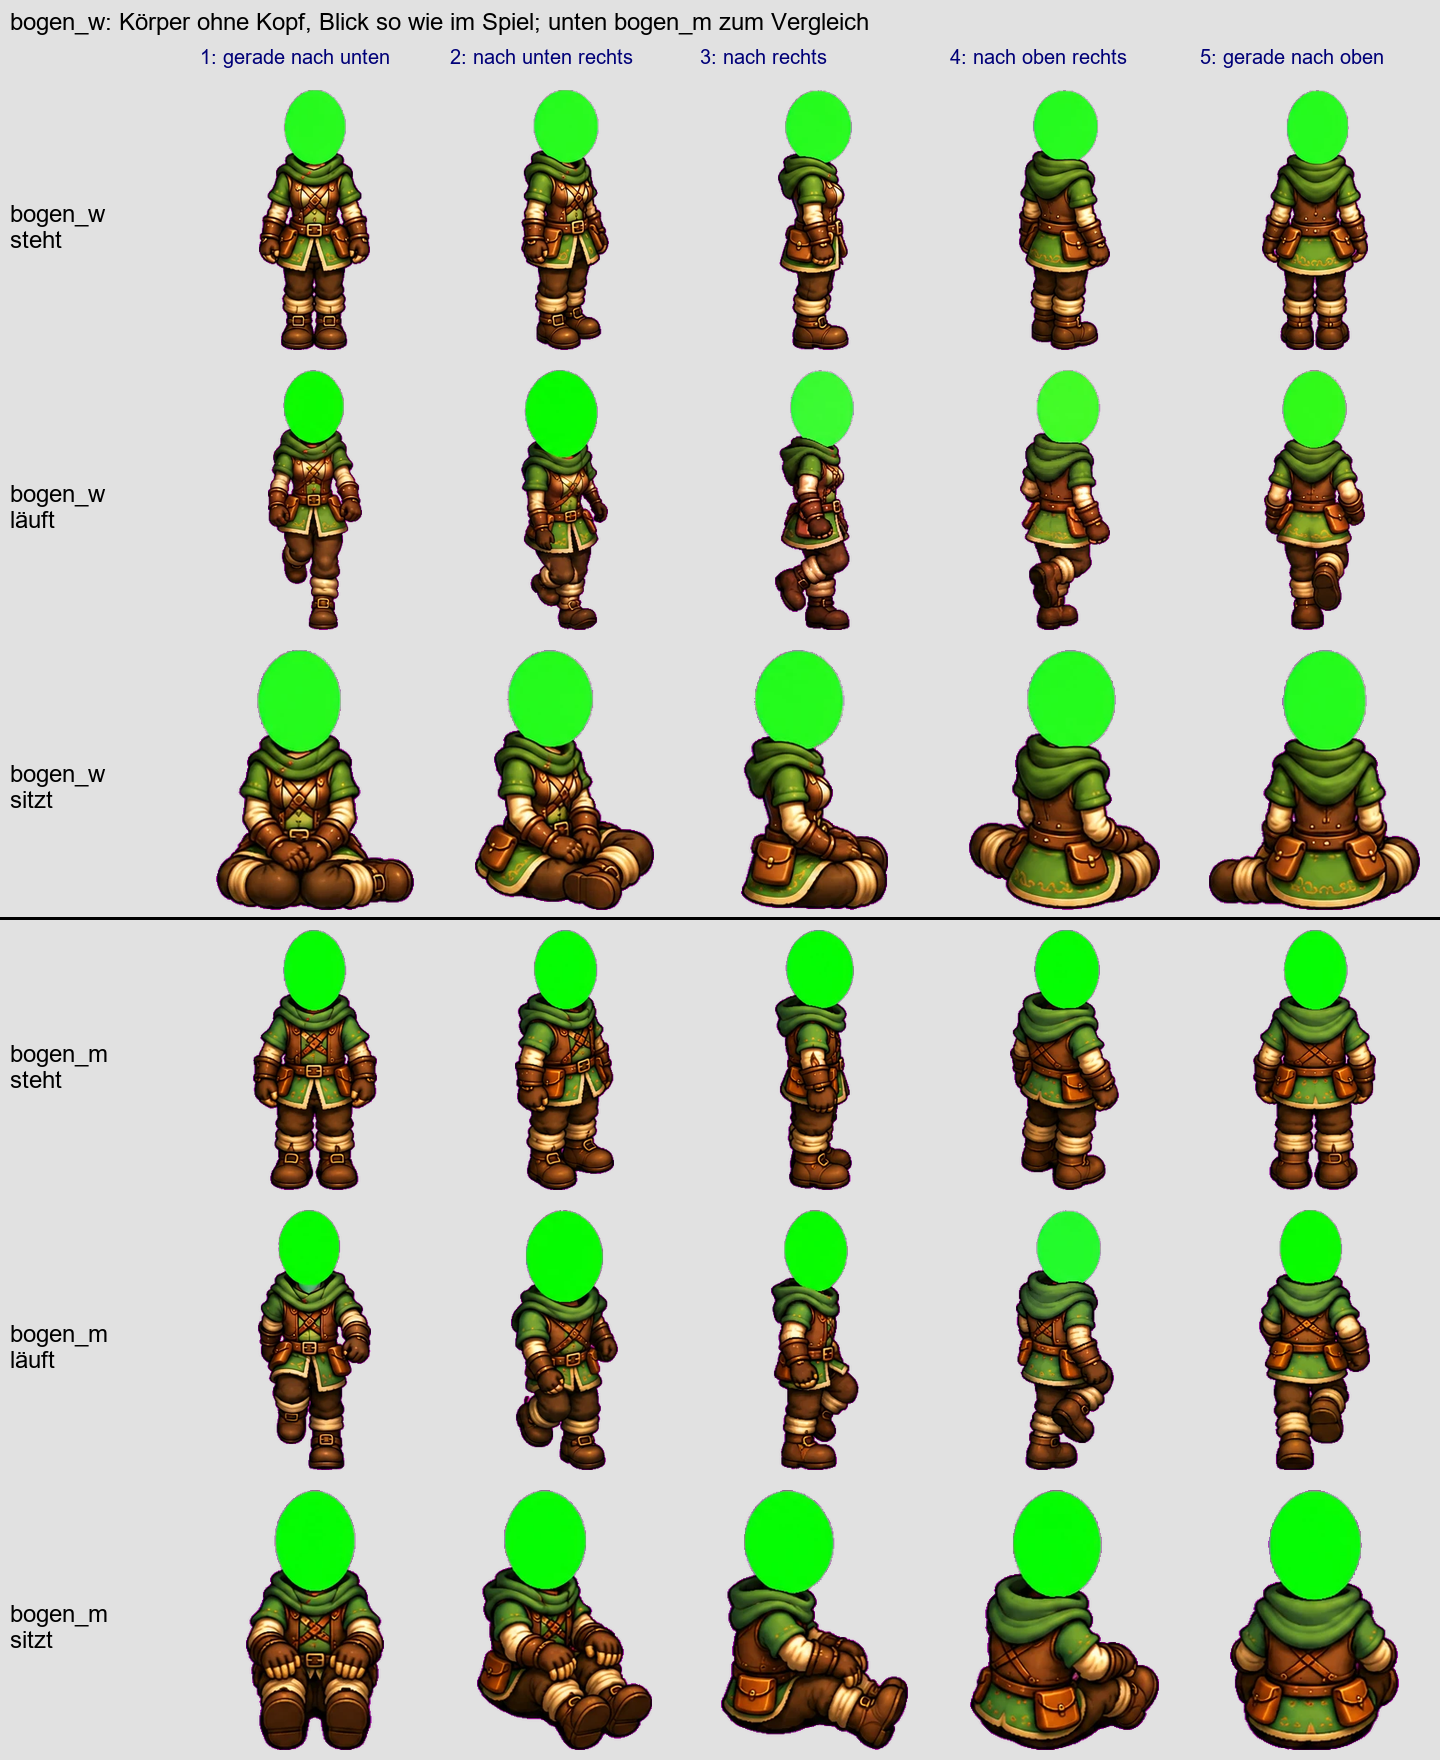 bogen_w: Körper ohne Kopf, Blick so wie im Spiel; unten bogen_m zum Vergleich
1: gerade nach unten
2: nach unten rechts
3: nach rechts
4: nach oben rechts
5: gerade nach oben
bogen_w
steht
bogen_w
läuft
bogen_w
sitzt
bogen_m
steht
bogen_m
läuft
bogen_m
sitzt